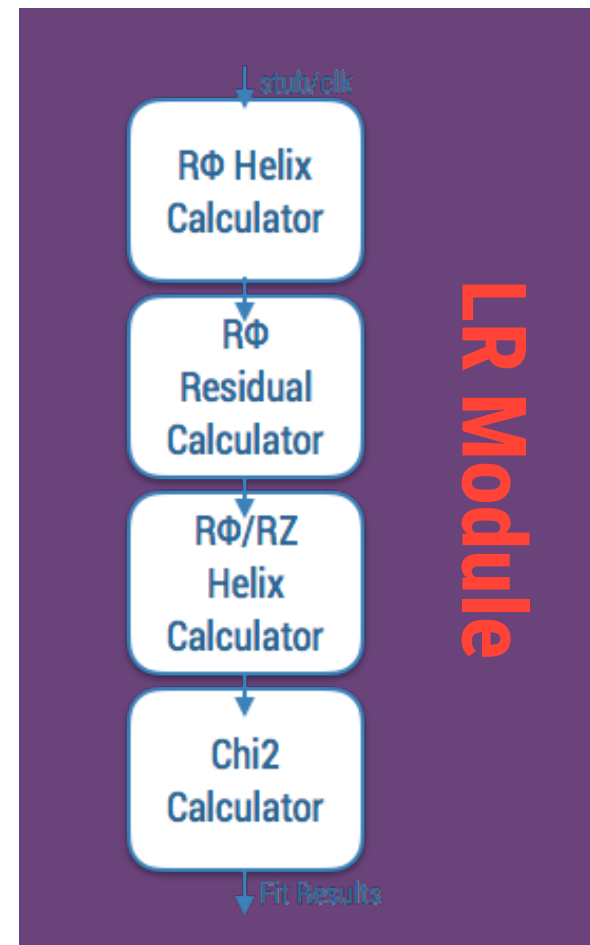 stub/clk
RΦ Helix
Calculator
RΦ
Residual
Calculator
RΦ/RZ
Helix
Calculator
Chi2
Calculator
Fit Results
LR Module